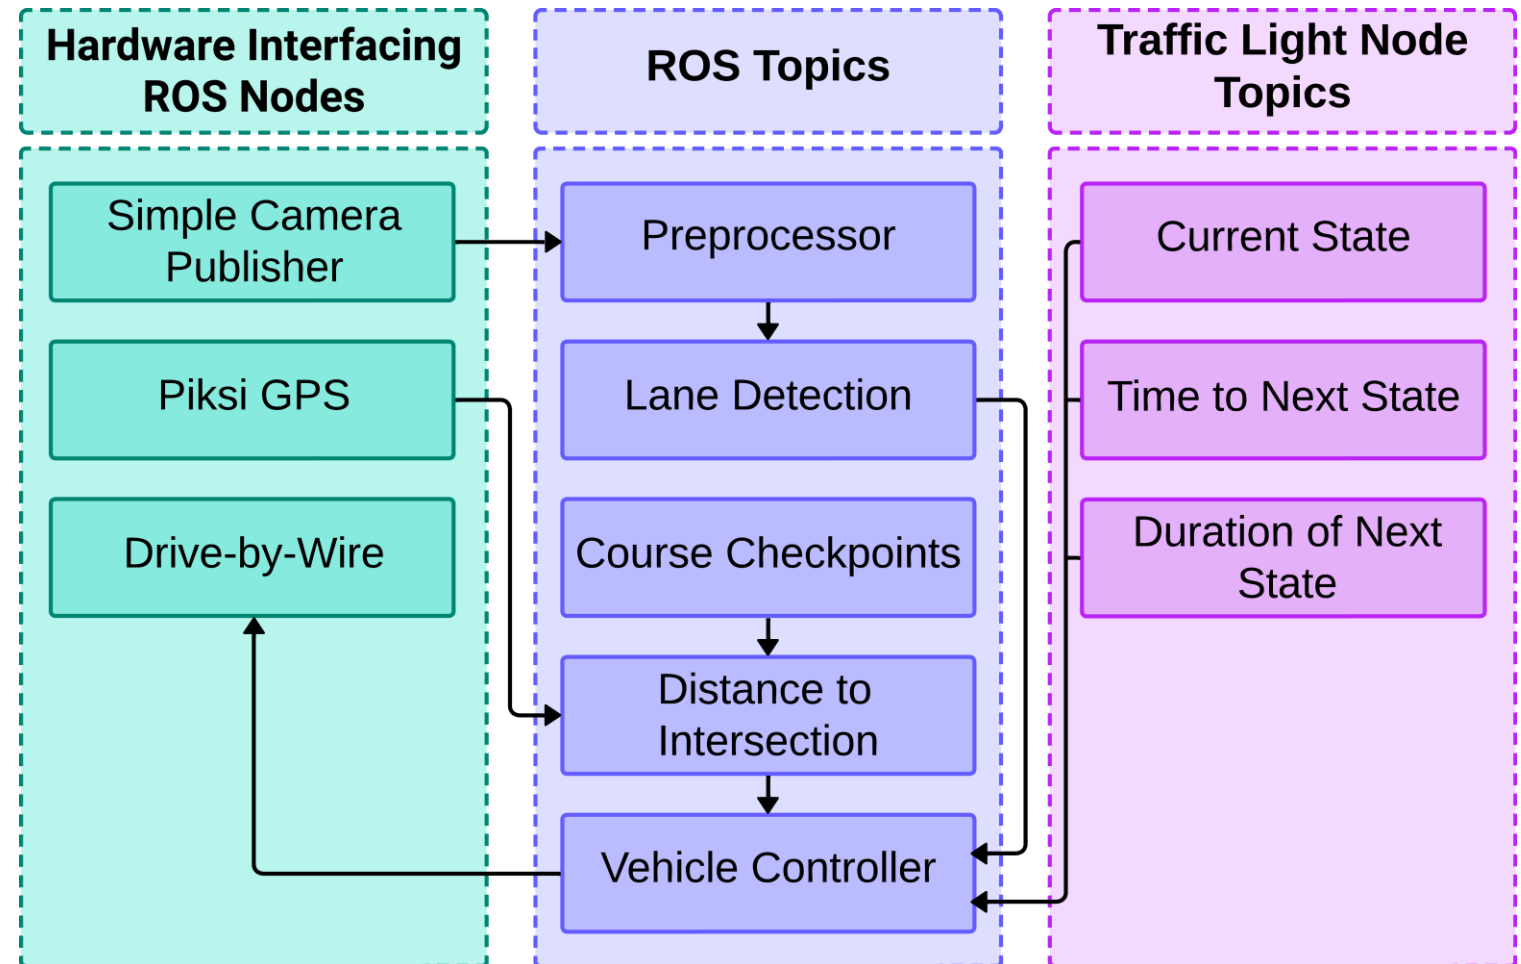 Hardware Interfacing
ROS Nodes
ROS Topics
Traffic Light Node
Topics
Simple Camera
Publisher
Piksi GPS
Drive-by-Wire
Preprocessor
Lane Detection
Course Checkpoints
Distance to
Intersection
Vehicle Controller
Current State
Time to Next State
Duration of Next
State